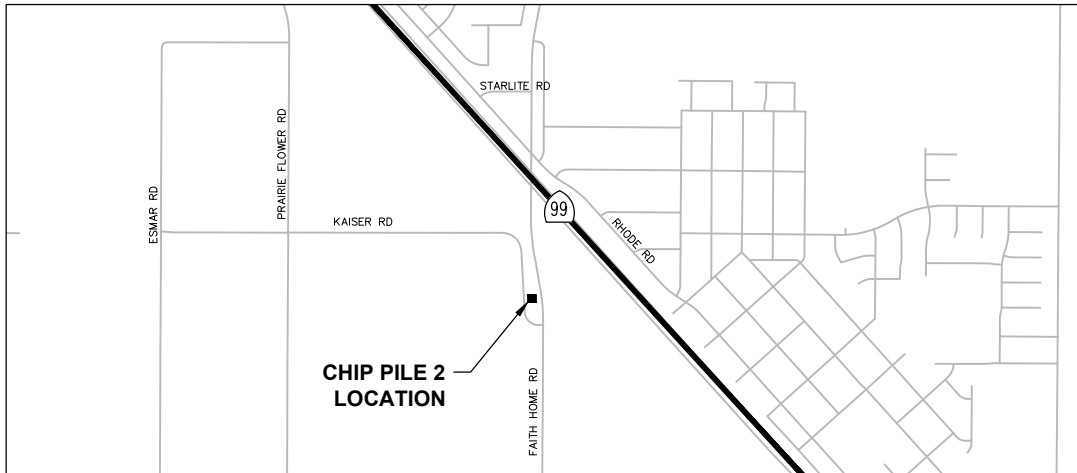 STARLITE RD
PRAIRIE FLOWER RD
ESMAR RD
KAISER RD
99
RHODE RD
CHIP PILE 2
LOCATION
FAITH HOME RD